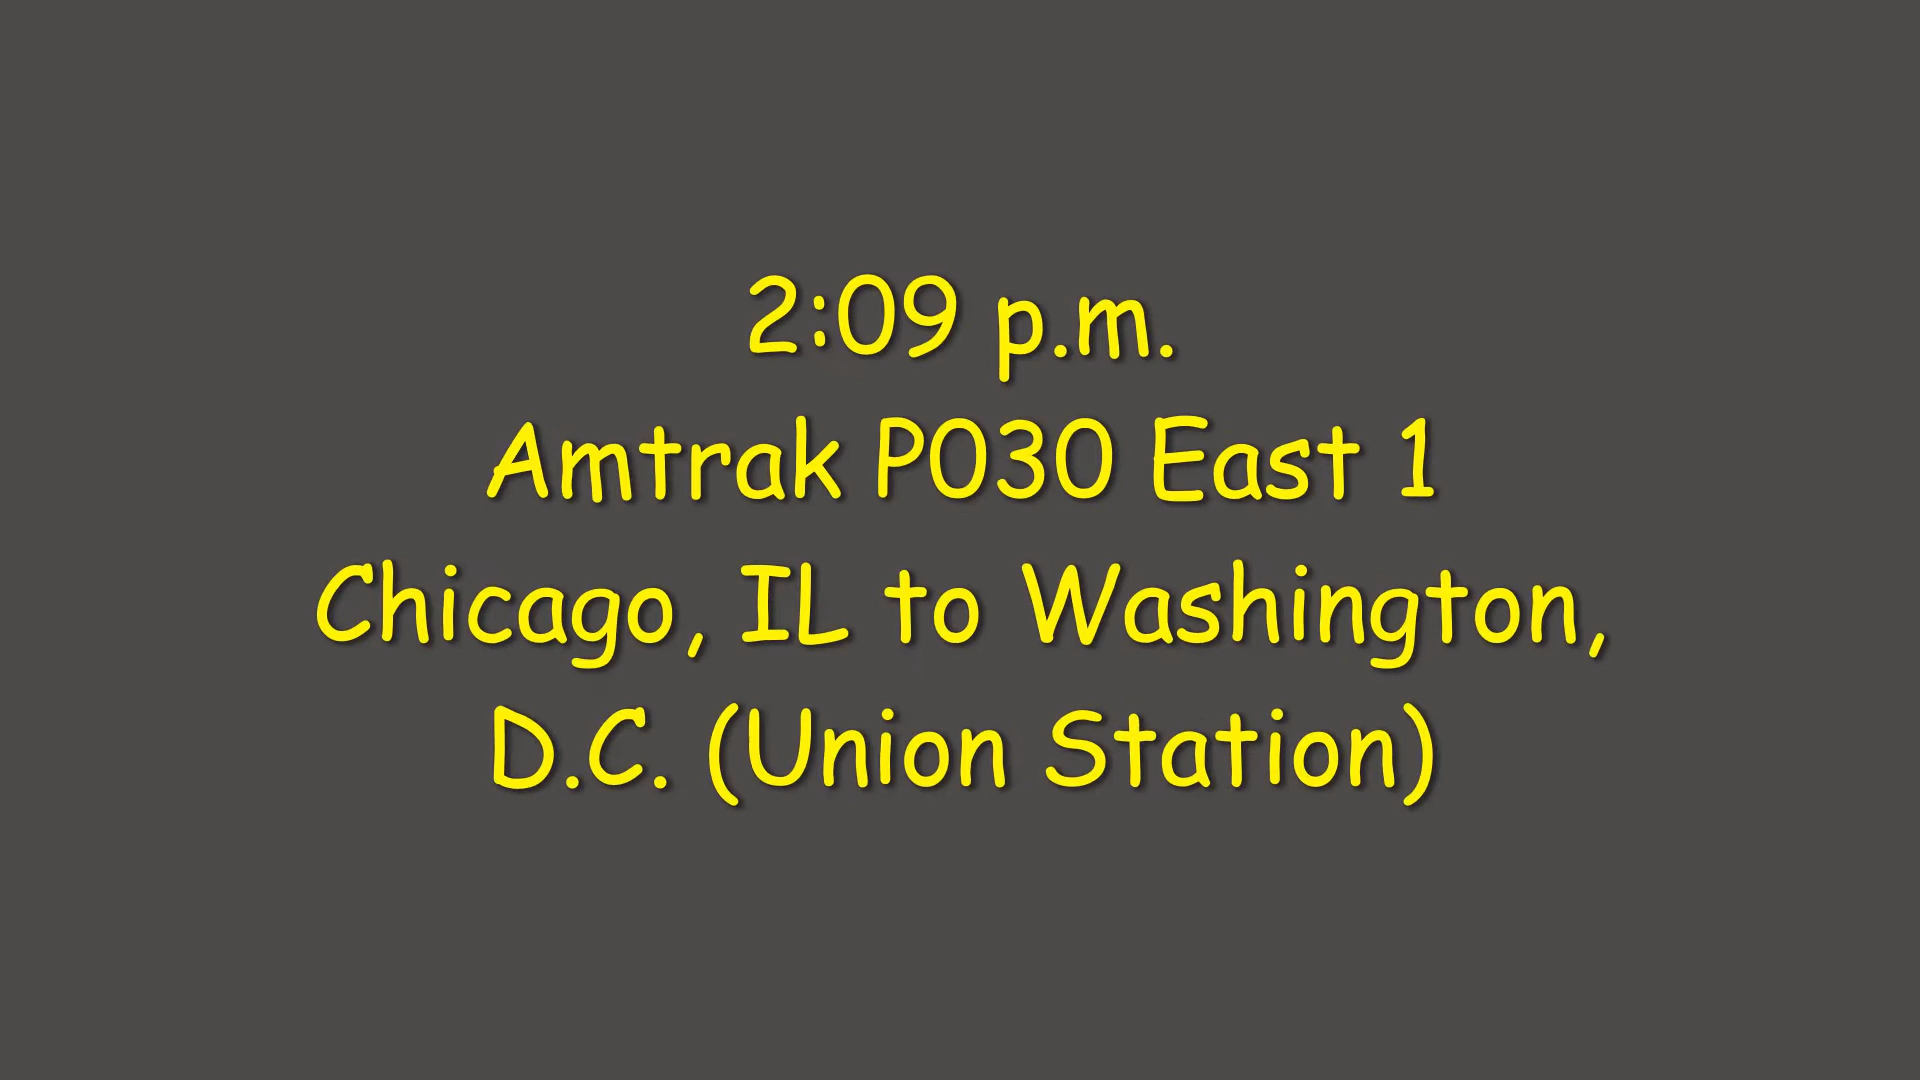 2:09 p.m.
Amtrak P030 East 1
Chicago, IL to Washington,
D.C. (Union Station)